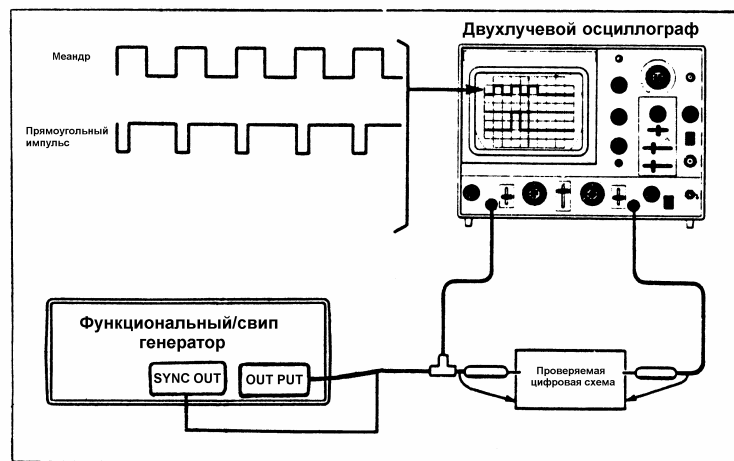 Двухлучевой осциллограф
Меандр
Прямоугольный
импульс
Функциональный/свип
генератор
SYNC OUT
OUT PUT
Проверяемая
цифровая схема